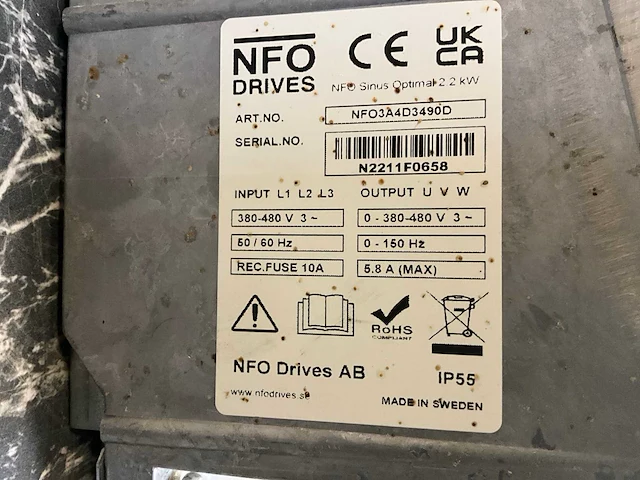 NFO
DRIVES
CE UK CA
NFO Sinus Optimal 2.2 kW
ART.NO. NFO3A4D3490D
SERIAL.NO.
N2211F0658
INPUT L1 L2 L3 OUTPUT U V W
380-480 V 3 ~ 0 - 380-480 V 3 ~
50 / 60 Hz 0 - 150 Hz
REC.FUSE 10A 5.8 A (MAX)
RoHS
COMPLIANT
NFO Drives AB IP55
www.nfodrives.se MADE IN SWEDEN